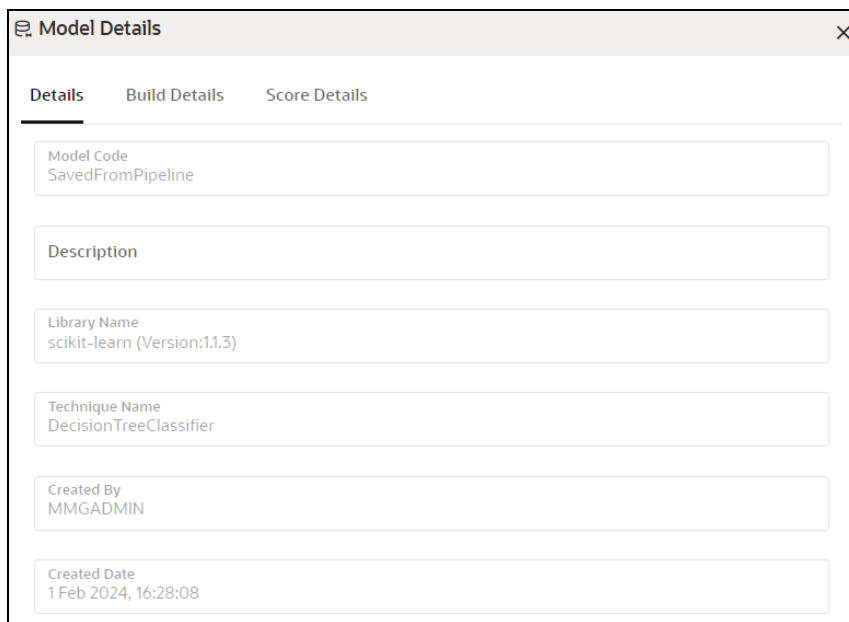 Model Details
Details Build Details Score Details
Model Code
SavedFromPipeline
Description
Library Name
scikit-learn (Version:1.1.3)
Technique Name
DecisionTreeClassifier
Created By
MMGADMIN
Created Date
1 Feb 2024, 16:28:08